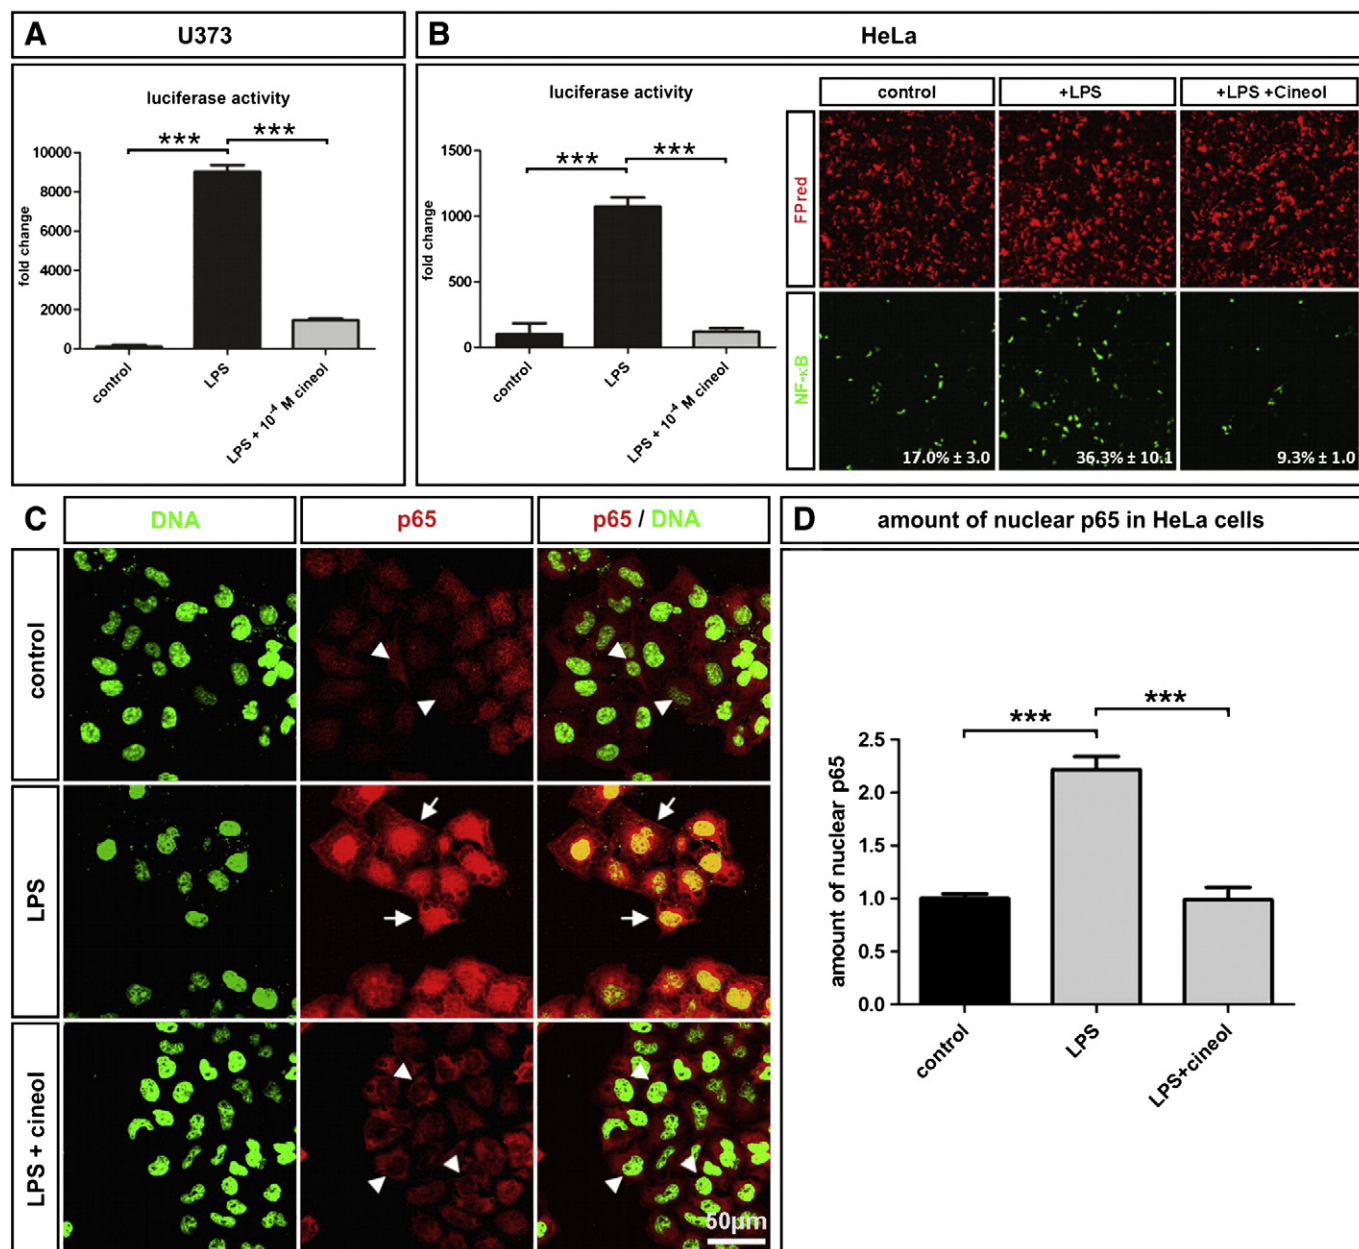 A
U373
luciferase activity
***
***
fold change
10000
8000
6000
4000
2000
0
control
LPS
LPS + 10⁻⁴ M cineol
B
HeLa
luciferase activity
***
***
fold change
1500
1000
500
0
control
LPS
LPS + 10⁻⁴ M cineol
control
+LPS
+LPS +Cineol
FPred
NF-κB
17.0% ± 3.0
36.3% ± 10.1
9.3% ± 1.0
C
DNA
p65
p65 / DNA
control
LPS
LPS + cineol
50µm
D
amount of nuclear p65 in HeLa cells
***
***
amount of nuclear p65
2.5
2.0
1.5
1.0
0.5
0.0
control
LPS
LPS+cineol